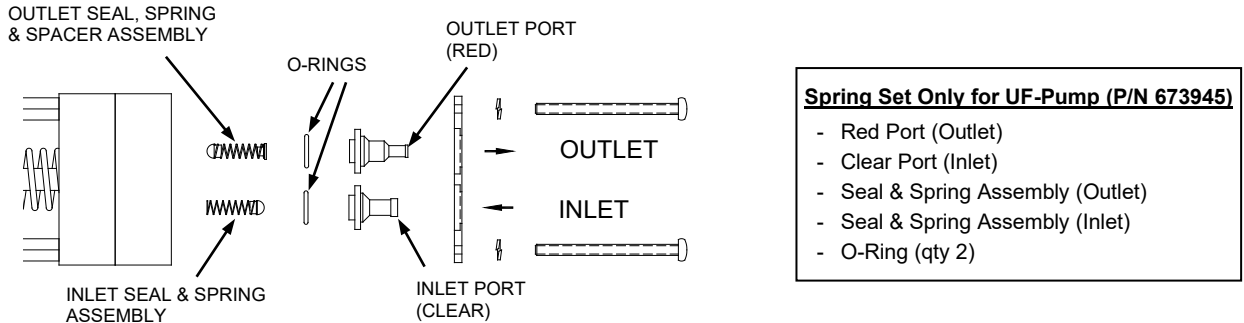 OUTLET SEAL, SPRING
& SPACER ASSEMBLY
O-RINGS
OUTLET PORT
(RED)
OUTLET
INLET
INLET SEAL & SPRING
ASSEMBLY
INLET PORT
(CLEAR)
Spring Set Only for UF-Pump (P/N 673945)
- Red Port (Outlet)
- Clear Port (Inlet)
- Seal & Spring Assembly (Outlet)
- Seal & Spring Assembly (Inlet)
- O-Ring (qty 2)